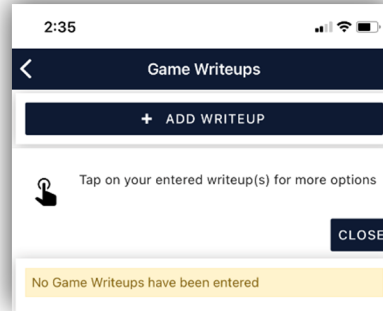 2:35
Game Writeups
+ ADD WRITEUP
Tap on your entered writeup(s) for more options
CLOSE
No Game Writeups have been entered